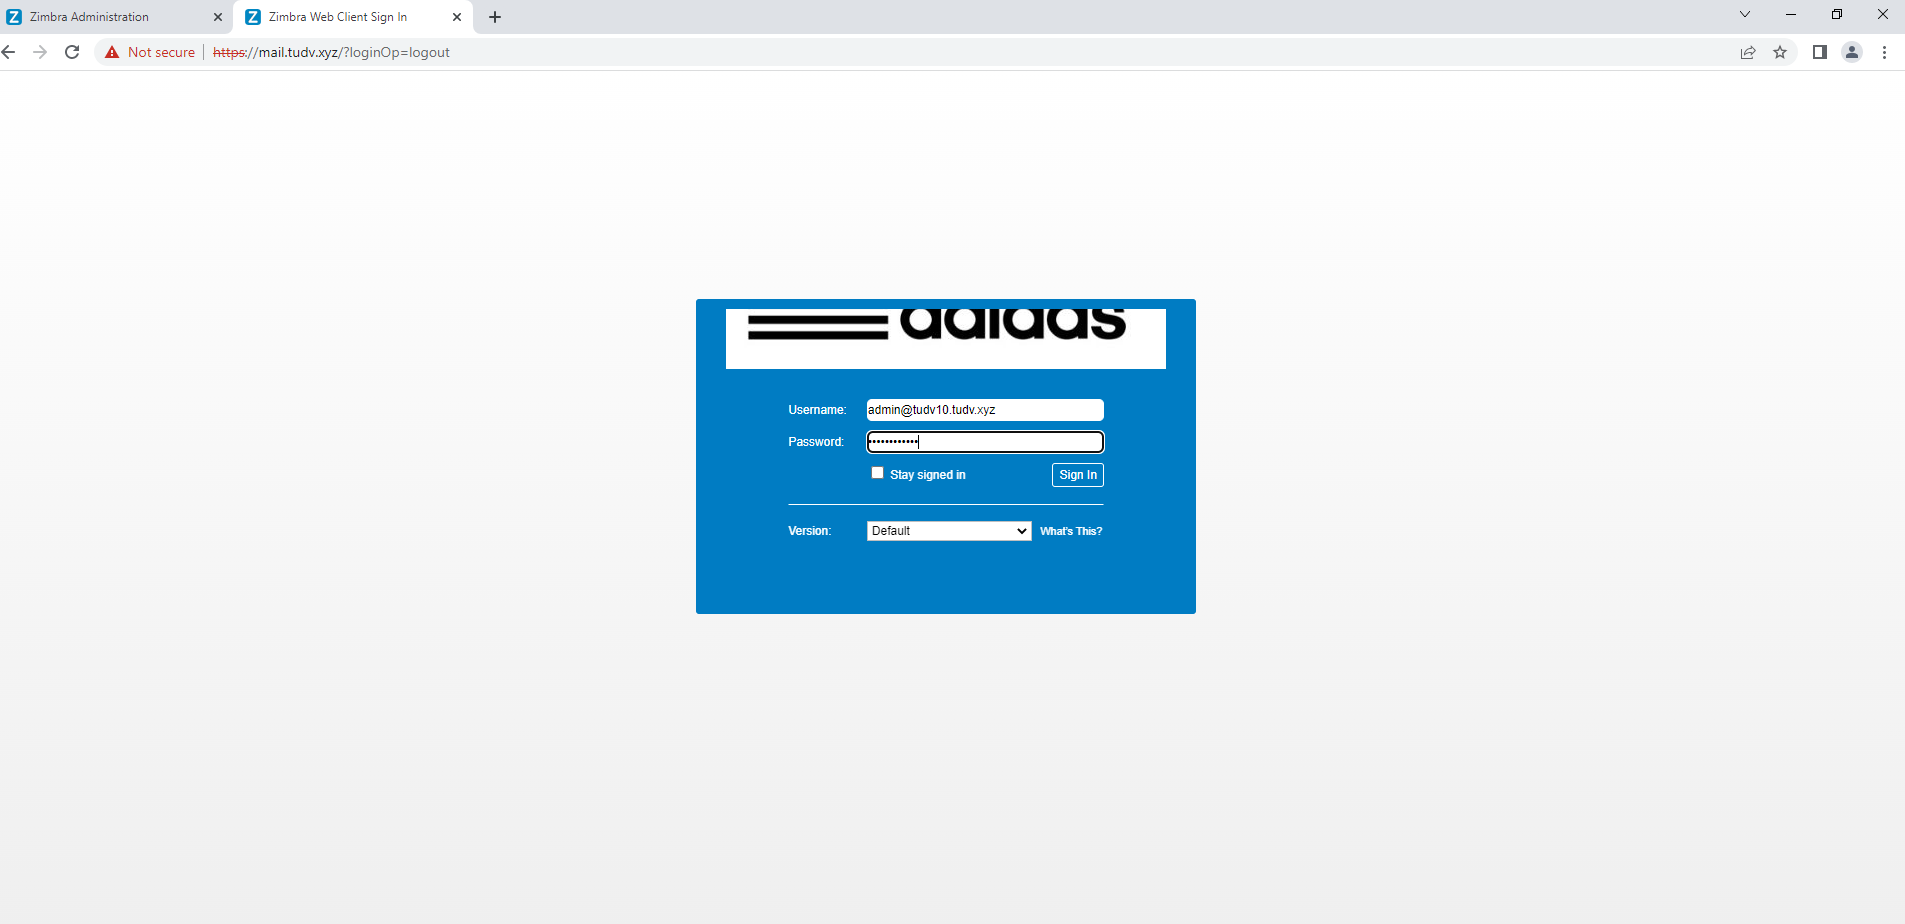 Zimbra Administration
Zimbra Web Client Sign In
Not secure
https://mail.tudv.xyz/?loginOp=logout
adidas
Username: admin@tudv10.tudv.xyz
Password: ••••••••••••
Stay signed in
Sign In
Version: Default What's This?